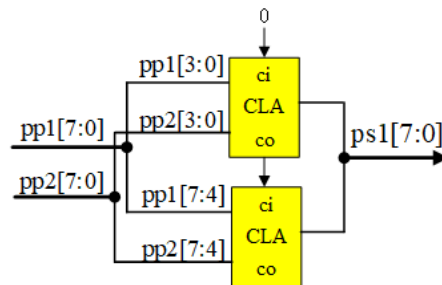 0
pp1[3:0]
ci
CLA
pp2[3:0]
co
pp1[7:0]
ps1[7:0]
pp2[7:0]
pp1[7:4]
ci
CLA
pp2[7:4]
co